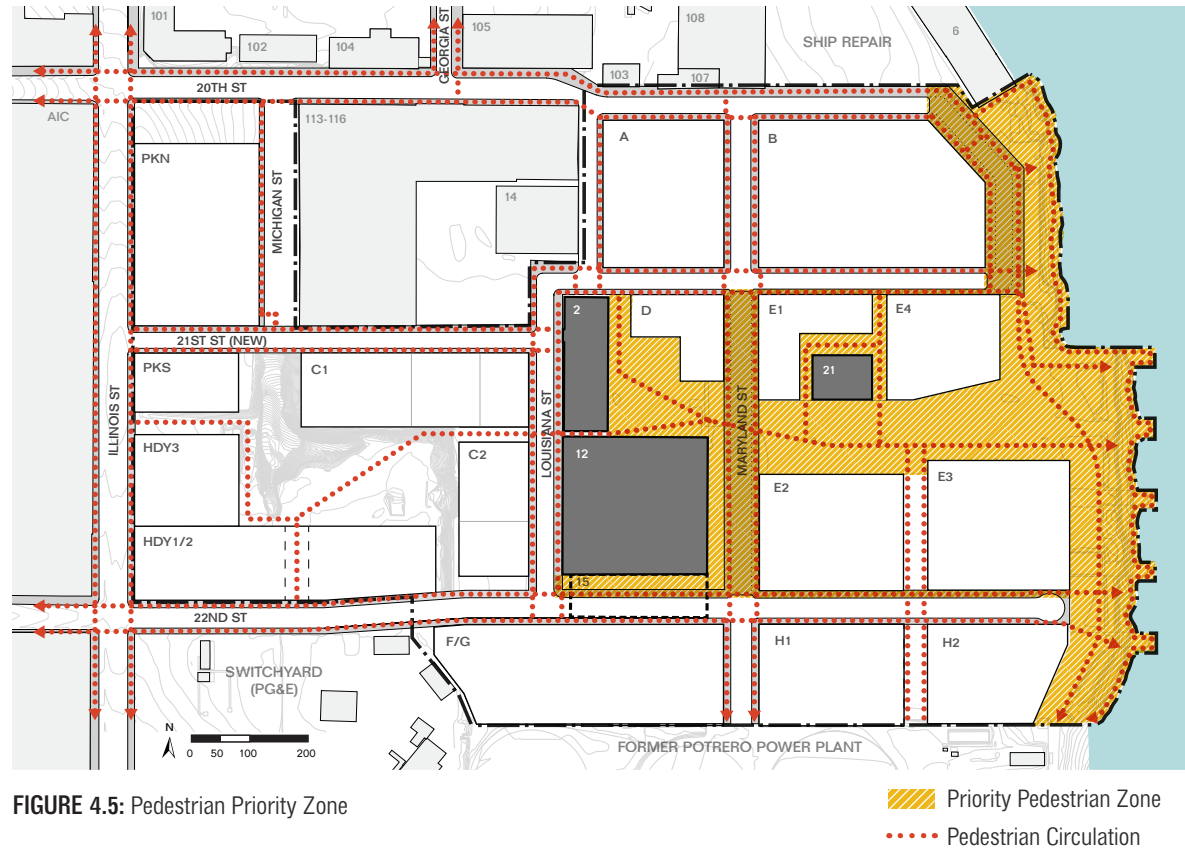 101
102
104
GEORGIA ST
105
108
103
107
SHIP REPAIR
6
20TH ST
AIC
PKN
MICHIGAN ST
113-116
14
A
B
21ST ST (NEW)
2
D
E1
E4
21
ILLINOIS ST
PKS
C1
LOUISIANA ST
MARYLAND ST
HDY3
C2
12
E2
E3
HDY1/2
15
22ND ST
F/G
H1
H2
SWITCHYARD
(PG&E)
N
0 50 100 200
FORMER POTRERO POWER PLANT
FIGURE 4.5: Pedestrian Priority Zone
Priority Pedestrian Zone
Pedestrian Circulation